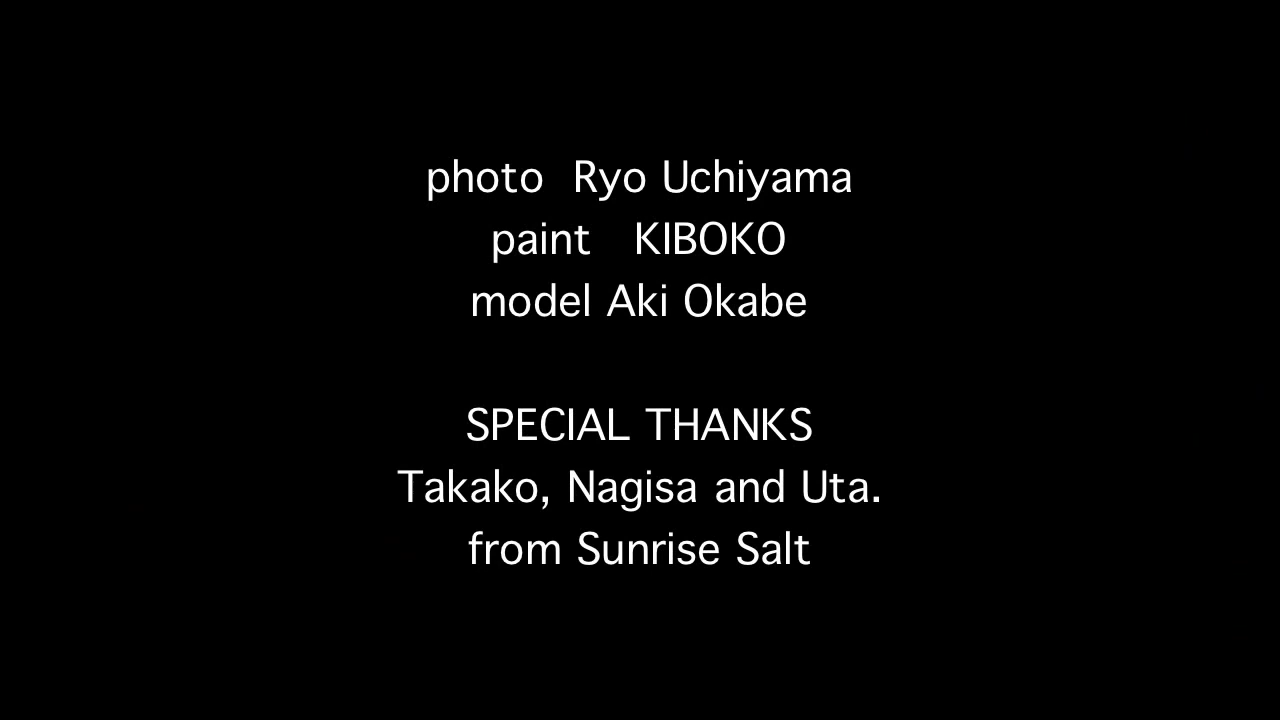 photo  Ryo Uchiyama
paint   KIBOKO
model Aki Okabe
SPECIAL THANKS
Takako, Nagisa and Uta.
from Sunrise Salt